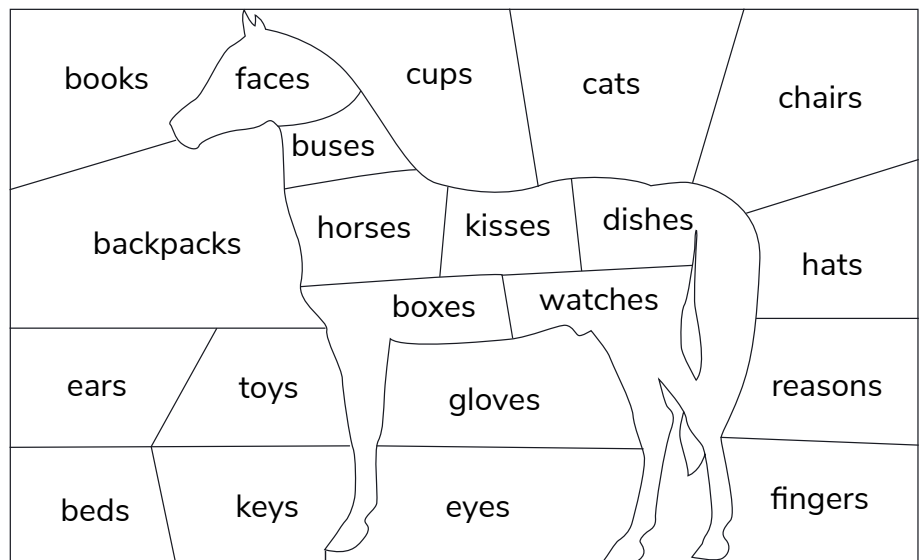 books
faces
cups
cats
chairs
buses
backpacks
horses
kisses
dishes
hats
boxes
watches
ears
toys
gloves
reasons
beds
keys
eyes
fingers